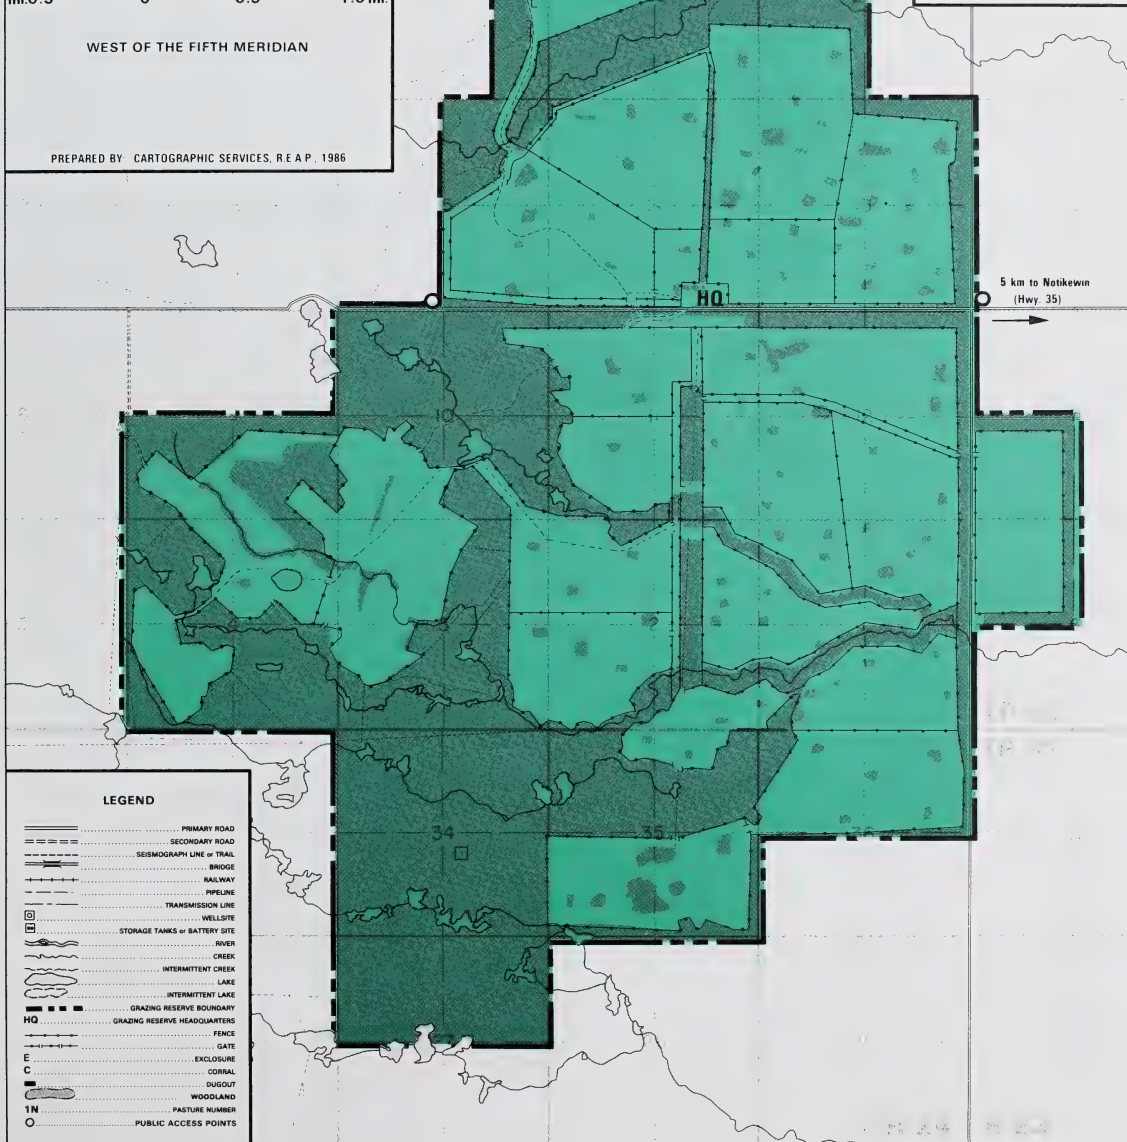 WEST OF THE FIFTH MERIDIAN
PREPARED BY: CARTOGRAPHIC SERVICES, R.E.A.P., 1986
HQ
5 km to Notikewin
(Hwy. 35)
10
34
35
36
LEGEND
PRIMARY ROAD
SECONDARY ROAD
SEISMOGRAPH LINE or TRAIL
BRIDGE
RAILWAY
PIPELINE
TRANSMISSION LINE
WELLSITE
STORAGE TANKS or BATTERY SITE
RIVER
CREEK
INTERMITTENT CREEK
LAKE
INTERMITTENT LAKE
GRAZING RESERVE BOUNDARY
HQ GRAZING RESERVE HEADQUARTERS
FENCE
GATE
E EXCLOSURE
C CORRAL
DUGOUT
WOODLAND
1N PASTURE NUMBER
PUBLIC ACCESS POINTS